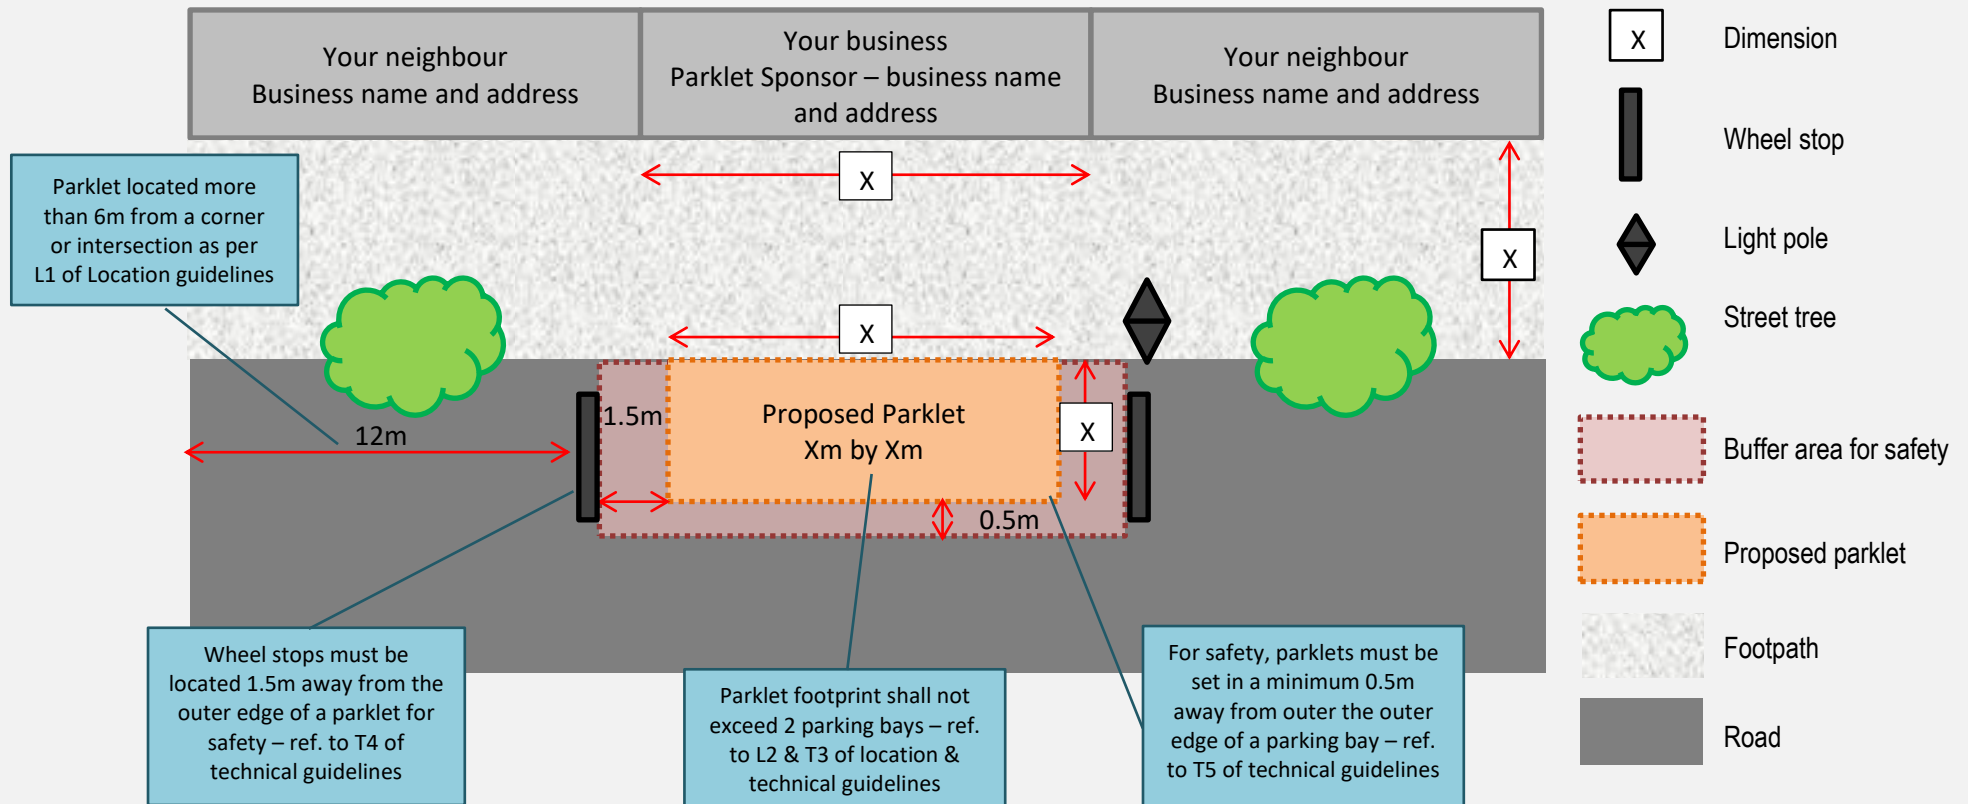 Your neighbour
Business name and address
Your business
Parklet Sponsor – business name
and address
Your neighbour
Business name and address
X
Dimension
Wheel stop
Light pole
Street tree
Buffer area for safety
Proposed parklet
Footpath
Road
Parklet located more
than 6m from a corner
or intersection as per
L1 of Location guidelines
X
X
X
X
12m
1.5m
Proposed Parklet
Xm by Xm
0.5m
Wheel stops must be
located 1.5m away from the
outer edge of a parklet for
safety – ref. to T4 of
technical guidelines
Parklet footprint shall not
exceed 2 parking bays – ref.
to L2 & T3 of location &
technical guidelines
For safety, parklets must be
set in a minimum 0.5m
away from outer the outer
edge of a parking bay – ref.
to T5 of technical guidelines